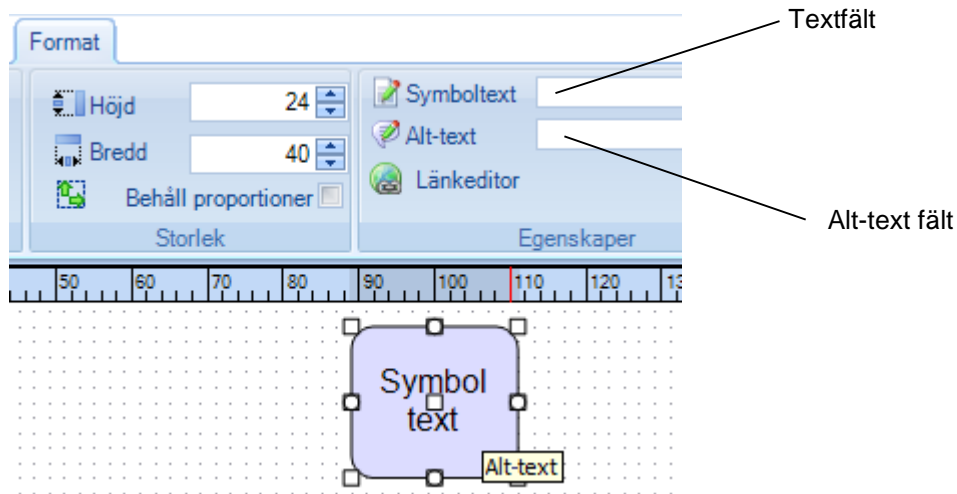 Textfält
Format
Höjd 24
Bredd 40
Behåll proportioner
Storlek
Symboltext
Alt-text
Länkeditor
Egenskaper
Alt-text fält
50 60 70 80 90 100 110 120 13
Symbol
text
Alt-text